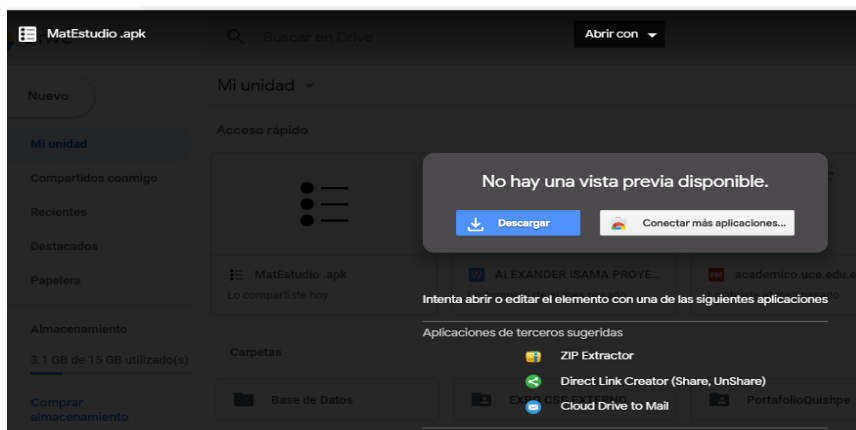 MatEstudio .apk
Buscar en Drive
Abrir con
Nuevo
Mi unidad
Mi unidad
Acceso rápido
Compartidos conmigo
Recientes
Destacados
Papelera
No hay una vista previa disponible.
Descargar
Conectar más aplicaciones...
MatEstudio .apk
Lo compartiste hoy
W ALEXANDER ISAMA PROYE...
academico.uce.edu.e
Intenta abrir o editar el elemento con una de las siguientes aplicaciones
Almacenamiento
3.1 GB de 15 GB utilizado(s)
Comprar
almacenamiento
Aplicaciones de terceros sugeridas
ZIP Extractor
Direct Link Creator (Share, UnShare)
Cloud Drive to Mail
Carpetas
Base de Datos
EXPO CSS EXTERNO
PortafolioQuishpe